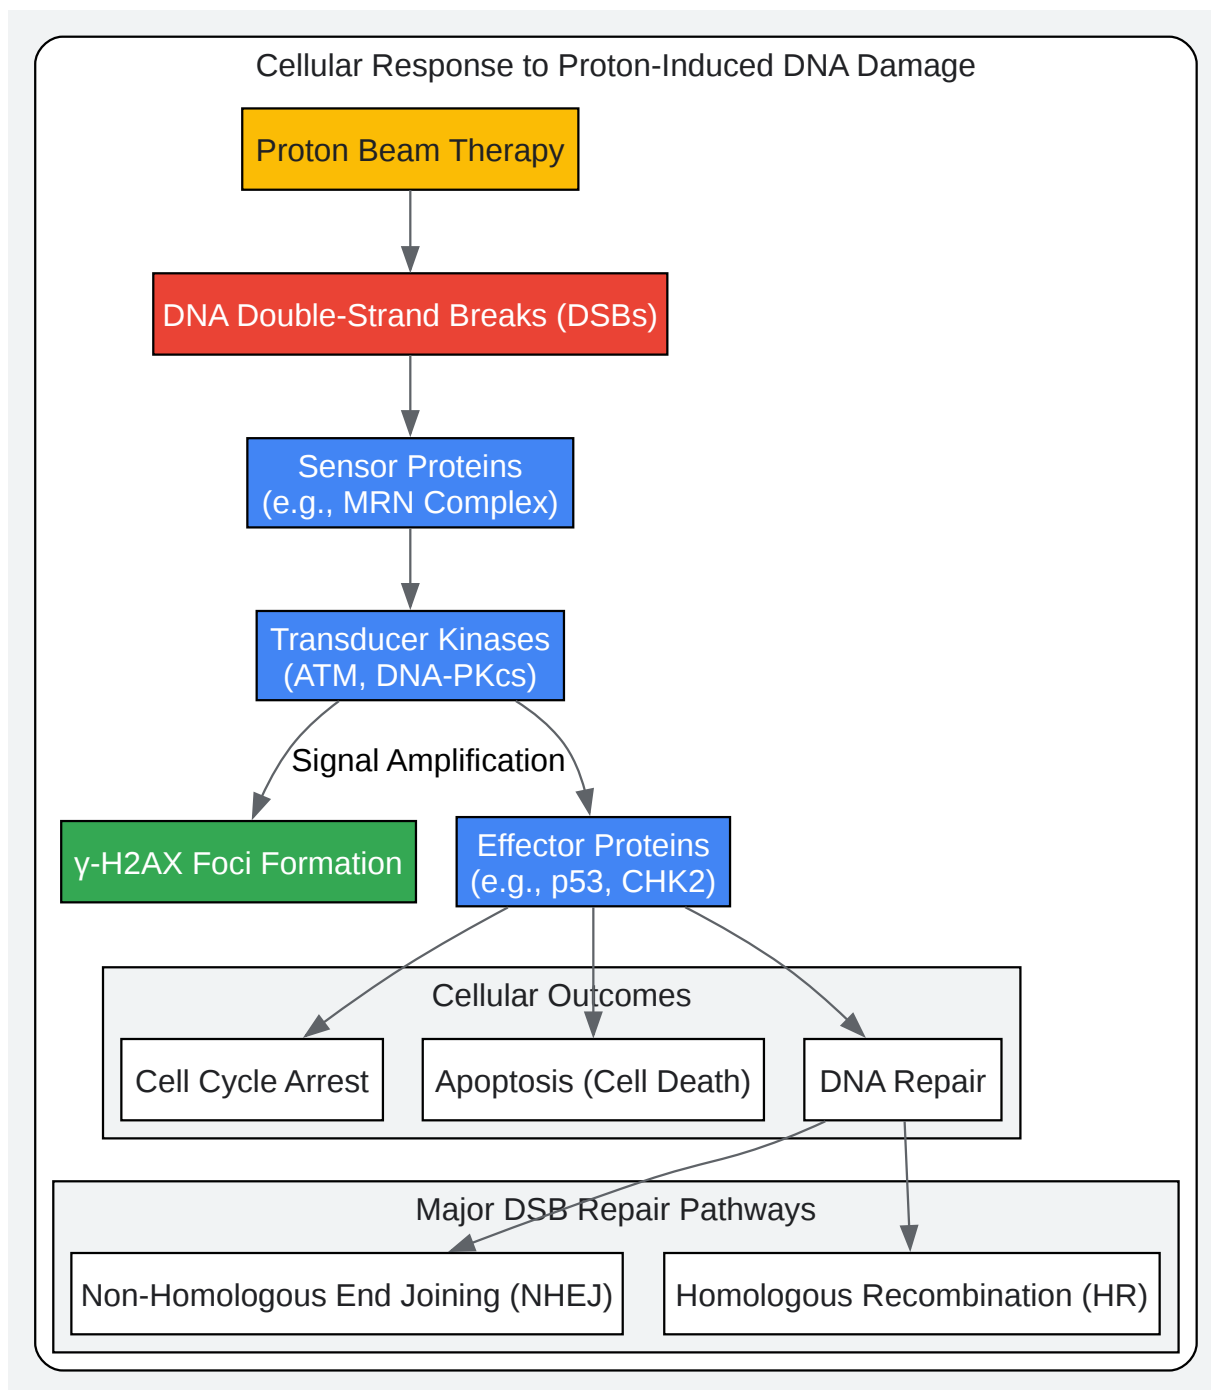 Cellular Response to Proton-Induced DNA Damage
Proton Beam Therapy
DNA Double-Strand Breaks (DSBs)
Sensor Proteins
(e.g., MRN Complex)
Transducer Kinases
(ATM, DNA-PKcs)
Signal Amplification
γ-H2AX Foci Formation
Effector Proteins
(e.g., p53, CHK2)
Cellular Outcomes
Cell Cycle Arrest
Apoptosis (Cell Death)
DNA Repair
Major DSB Repair Pathways
Non-Homologous End Joining (NHEJ)
Homologous Recombination (HR)